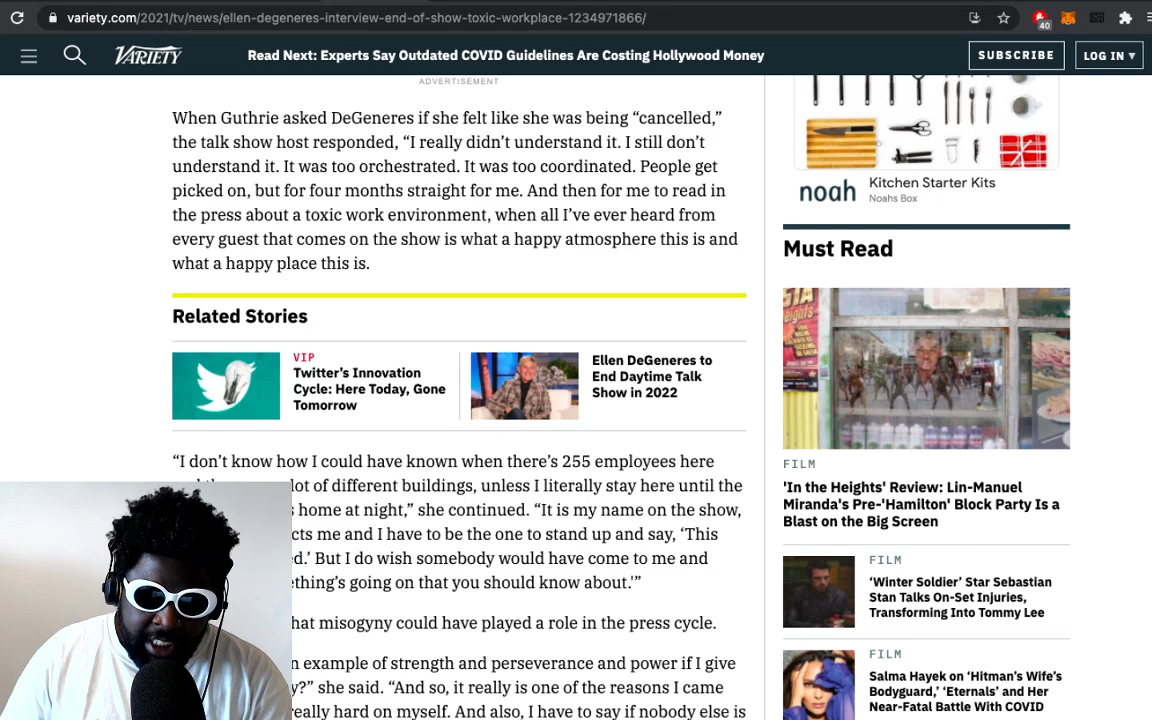 variety.com/2021/tv/news/ellen-degeneres-interview-end-of-show-toxic-workplace-1234971866/
40
VARIETY
Read Next: Experts Say Outdated COVID Guidelines Are Costing Hollywood Money
SUBSCRIBE
LOG IN ▾
ADVERTISEMENT
When Guthrie asked DeGeneres if she felt like she was being “cancelled,”
the talk show host responded, “I really didn’t understand it. I still don’t
understand it. It was too orchestrated. It was too coordinated. People get
picked on, but for four months straight for me. And then for me to read in
the press about a toxic work environment, when all I’ve ever heard from
every guest that comes on the show is what a happy atmosphere this is and
what a happy place this is.
Related Stories
VIP
Twitter’s Innovation
Cycle: Here Today, Gone
Tomorrow
Ellen DeGeneres to
End Daytime Talk
Show in 2022
“I don’t know how I could have known when there’s 255 employees here
lot of different buildings, unless I literally stay here until the
home at night,” she continued. “It is my name on the show,
me and I have to be the one to stand up and say, ‘This
But I do wish somebody would have come to me and
going on that you should know about.’”
misogyny could have played a role in the press cycle.
example of strength and perseverance and power if I give
she said. “And so, it really is one of the reasons I came
really hard on myself. And also, I have to say if nobody else is
noah
Kitchen Starter Kits
Noahs Box
Must Read
FILM
'In the Heights' Review: Lin-Manuel
Miranda's Pre-'Hamilton' Block Party Is a
Blast on the Big Screen
FILM
‘Winter Soldier’ Star Sebastian
Stan Talks On-Set Injuries,
Transforming Into Tommy Lee
FILM
Salma Hayek on ‘Hitman’s Wife’s
Bodyguard,’ ‘Eternals’ and Her
Near-Fatal Battle With COVID